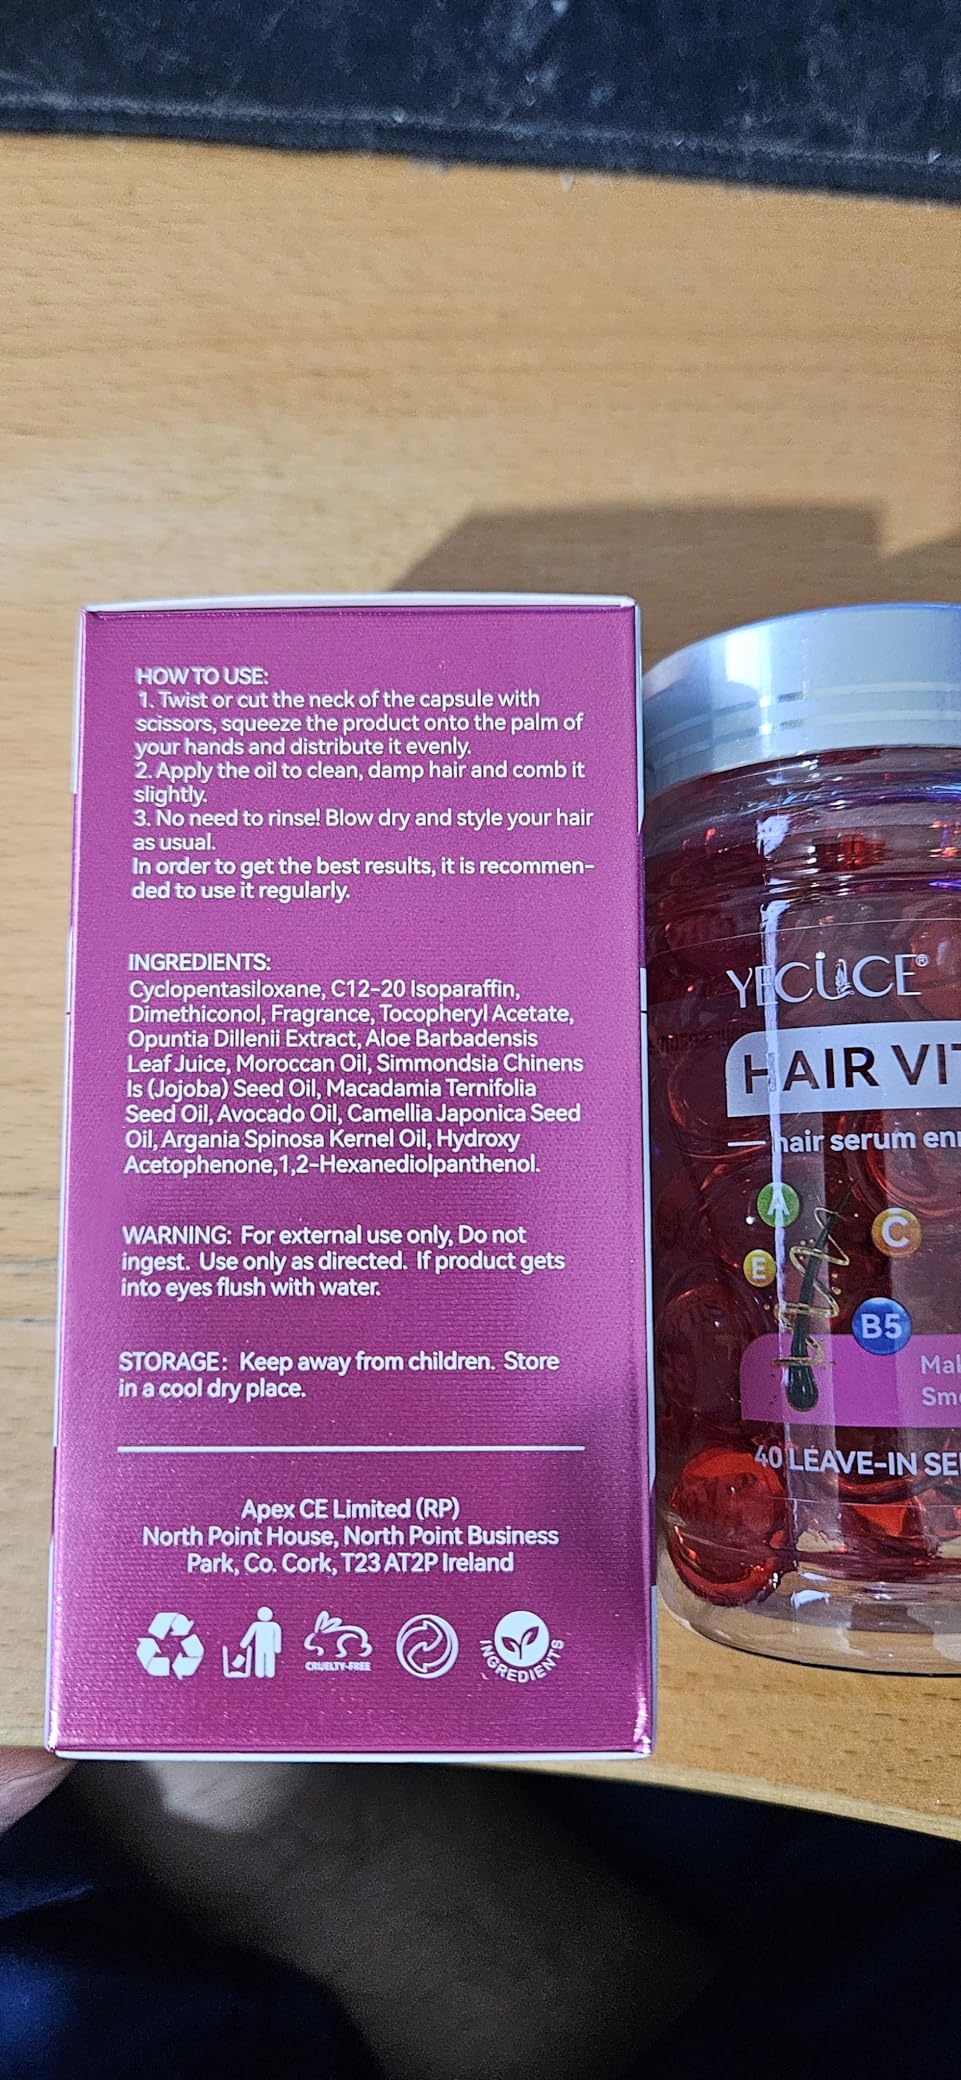 HOW TO USE:
1. Twist or cut the neck of the capsule with
scissors, squeeze the product onto the palm of
your hands and distribute it evenly.
2. Apply the oil to clean, damp hair and comb it
slightly.
3. No need to rinse! Blow dry and style your hair
as usual.
In order to get the best results, it is recommen-
ded to use it regularly.
INGREDIENTS:
Cyclopentasiloxane, C12-20 Isoparaffin,
Dimethiconol, Fragrance, Tocopheryl Acetate,
Opuntia Dillenii Extract, Aloe Barbadensis
Leaf Juice, Moroccan Oil, Simmondsia Chinens
Is (Jojoba) Seed Oil, Macadamia Ternifolia
Seed Oil, Avocado Oil, Camellia Japonica Seed
Oil, Argania Spinosa Kernel Oil, Hydroxy
Acetophenone,1,2-Hexanediolpanthenol.
WARNING: For external use only, Do not
ingest. Use only as directed. If product gets
into eyes flush with water.
STORAGE: Keep away from children. Store
in a cool dry place.
Apex CE Limited (RP)
North Point House, North Point Business
Park, Co. Cork, T23 AT2P Ireland
CRUELTY-FREE
INGREDIENTS
YECUCE®
HAIR VIT
hair serum enr
A
C
E
B5
Mak
Smo
40 LEAVE-IN SE